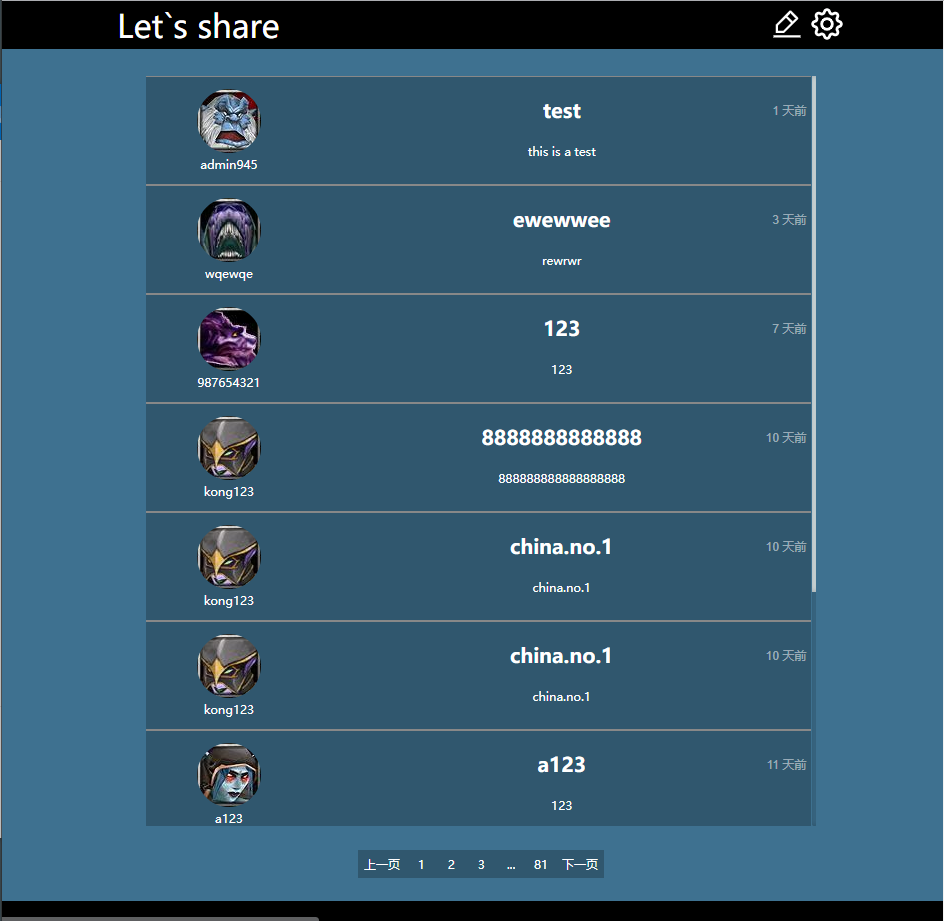 Let`s share
test
1 天前
this is a test
admin945
ewewwee
3 天前
rewrwr
wqewqe
123
7 天前
123
987654321
8888888888888
10 天前
888888888888888888
kong123
china.no.1
10 天前
china.no.1
kong123
china.no.1
10 天前
china.no.1
kong123
a123
11 天前
123
a123
上一页 1 2 3 ... 81 下一页